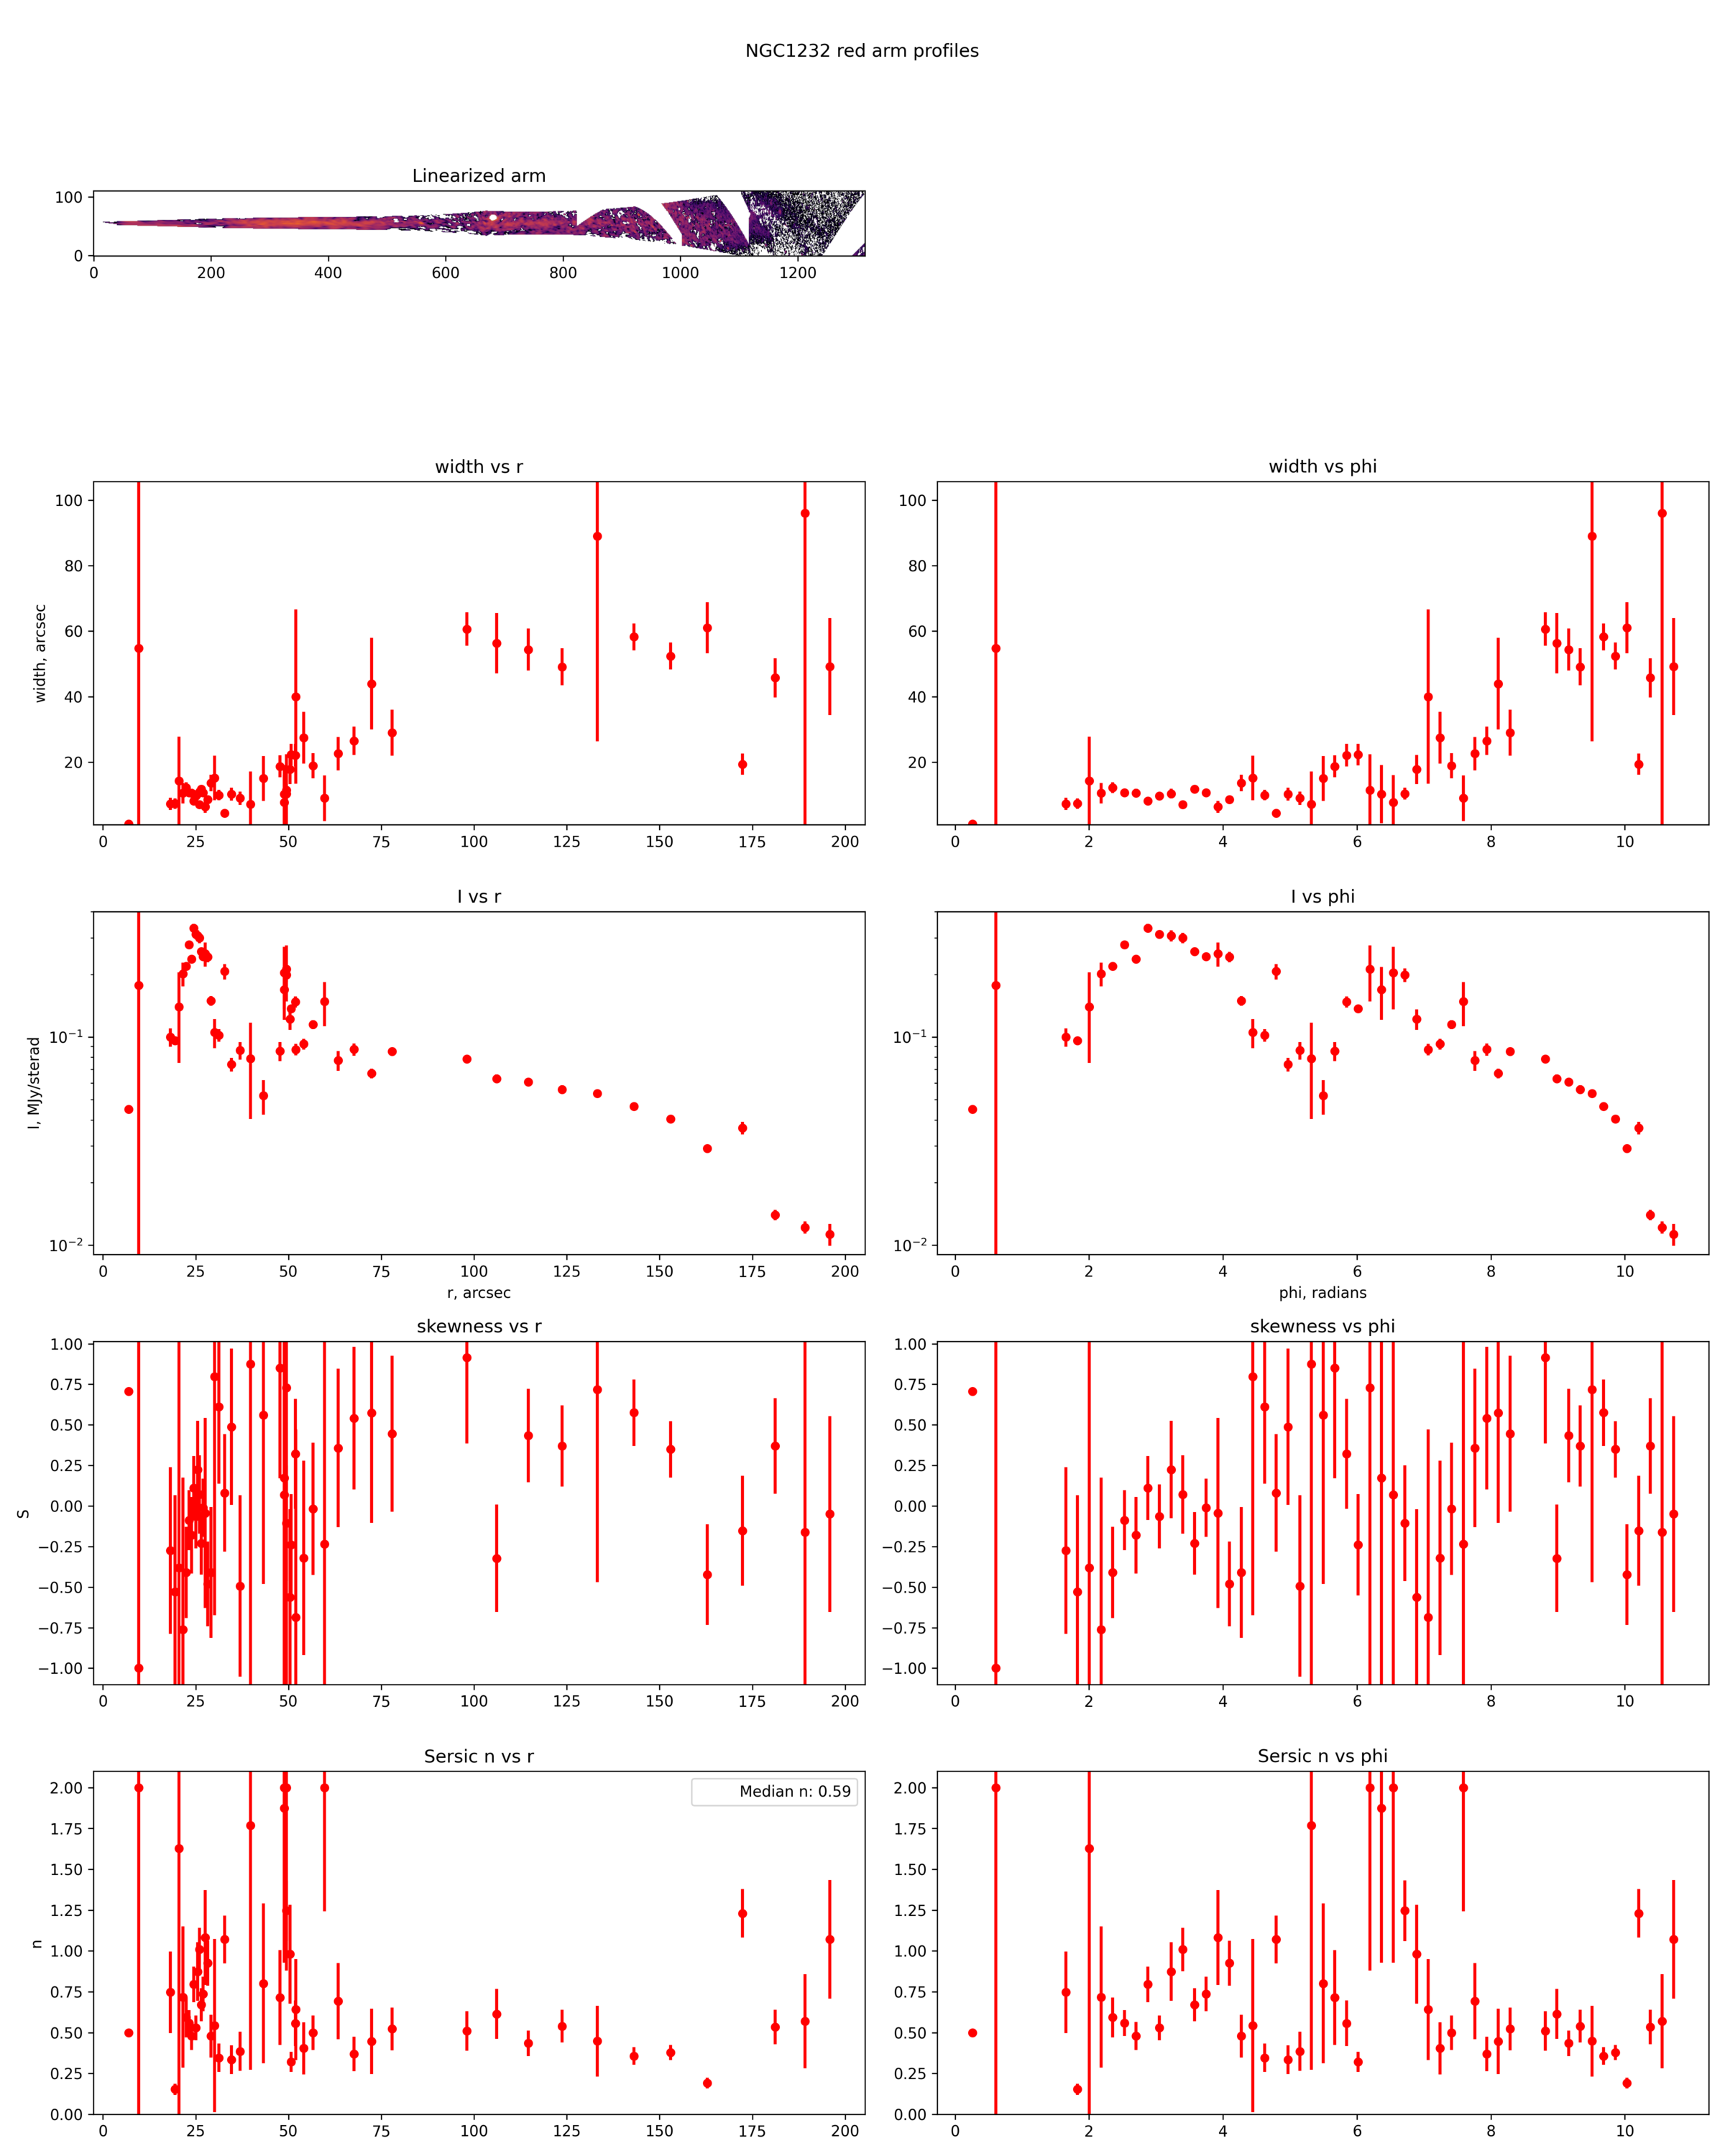 NGC1232 red arm profiles
Linearized arm
100
0
0 200 400 600 800 1000 1200
width vs r
width vs phi
100
80
60
40
20
width, arcsec
0 25 50 75 100 125 150 175 200
100
80
60
40
20
0 2 4 6 8 10
I vs r
I vs phi
10⁻¹
10⁻²
I, MJy/sterad
0 25 50 75 100 125 150 175 200
r, arcsec
10⁻¹
10⁻²
0 2 4 6 8 10
phi, radians
skewness vs r
skewness vs phi
1.00
0.75
0.50
0.25
0.00
−0.25
−0.50
−0.75
−1.00
S
0 25 50 75 100 125 150 175 200
1.00
0.75
0.50
0.25
0.00
−0.25
−0.50
−0.75
−1.00
0 2 4 6 8 10
Sersic n vs r
Sersic n vs phi
Median n: 0.59
2.00
1.75
1.50
1.25
1.00
0.75
0.50
0.25
0.00
n
0 25 50 75 100 125 150 175 200
2.00
1.75
1.50
1.25
1.00
0.75
0.50
0.25
0.00
0 2 4 6 8 10